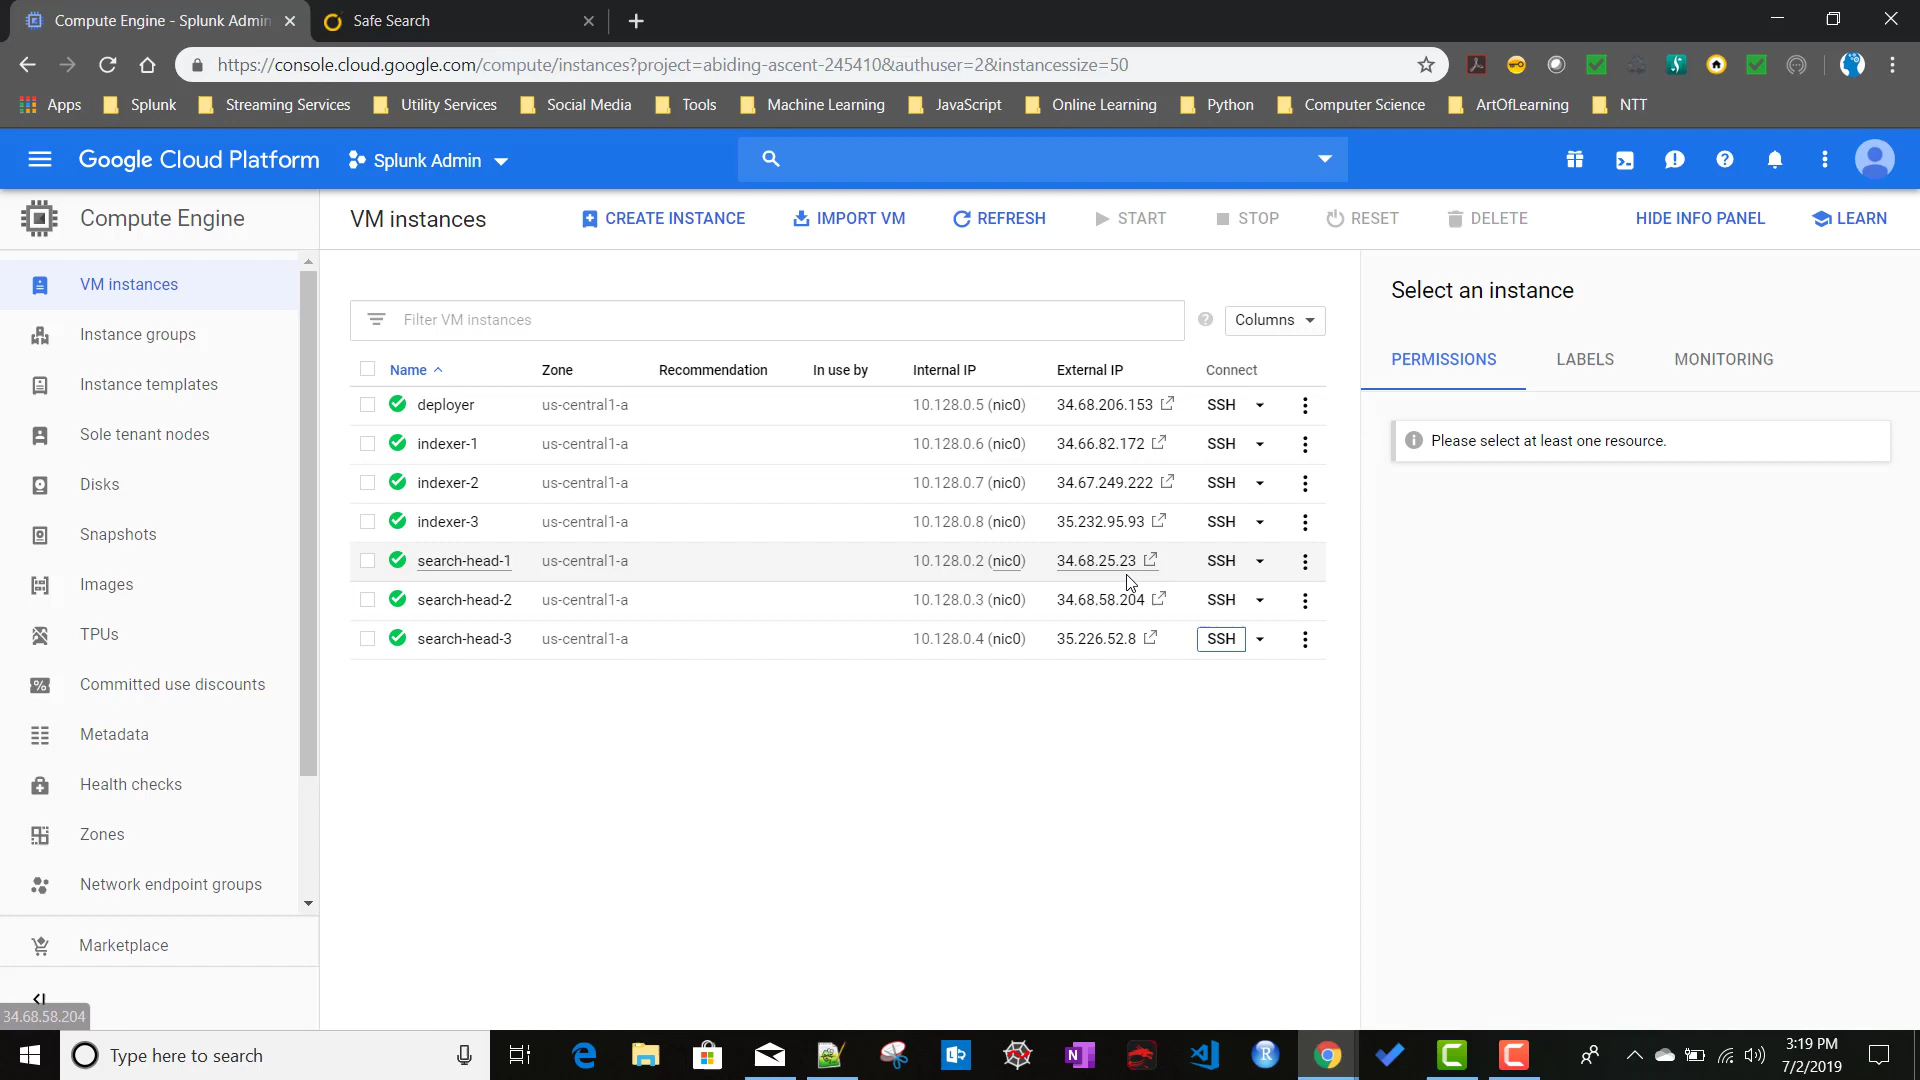 Compute Engine - Splunk Admin
Safe Search
https://console.cloud.google.com/compute/instances?project=abiding-ascent-245410&authuser=2&instancessize=50
Apps Splunk Streaming Services Utility Services Social Media Tools Machine Learning JavaScript Online Learning Python Computer Science ArtOfLearning NTT
Google Cloud Platform Splunk Admin
Compute Engine
VM instances CREATE INSTANCE IMPORT VM REFRESH START STOP RESET DELETE HIDE INFO PANEL LEARN
VM instances
Instance groups
Instance templates
Sole tenant nodes
Disks
Snapshots
Images
TPUs
Committed use discounts
Metadata
Health checks
Zones
Network endpoint groups
Marketplace
34.68.58.204
Filter VM instances Columns
Name Zone Recommendation In use by Internal IP External IP Connect
deployer us-central1-a 10.128.0.5 (nic0) 34.68.206.153 SSH
indexer-1 us-central1-a 10.128.0.6 (nic0) 34.66.82.172 SSH
indexer-2 us-central1-a 10.128.0.7 (nic0) 34.67.249.222 SSH
indexer-3 us-central1-a 10.128.0.8 (nic0) 35.232.95.93 SSH
search-head-1 us-central1-a 10.128.0.2 (nic0) 34.68.25.23 SSH
search-head-2 us-central1-a 10.128.0.3 (nic0) 34.68.58.204 SSH
search-head-3 us-central1-a 10.128.0.4 (nic0) 35.226.52.8 SSH
Select an instance
PERMISSIONS LABELS MONITORING
Please select at least one resource.
Type here to search
3:19 PM
7/2/2019